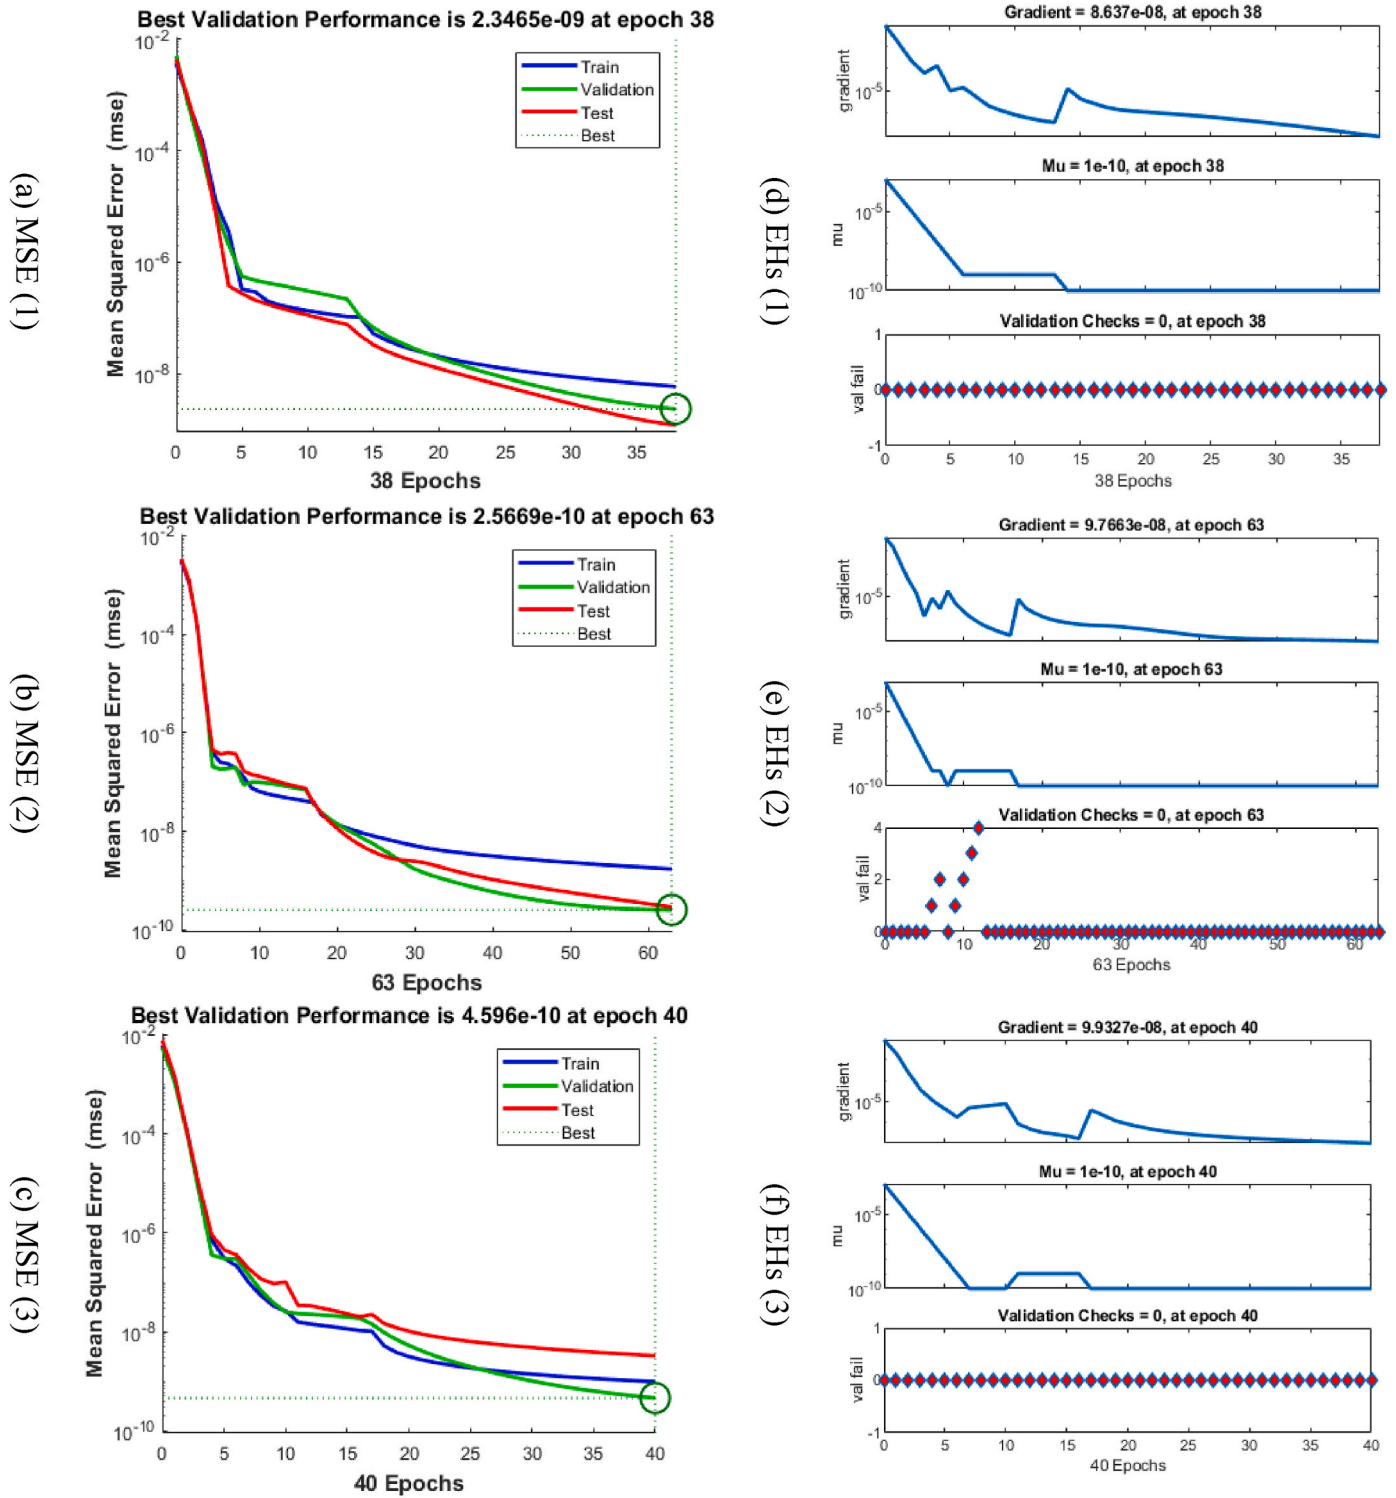 Best Validation Performance is 2.3465e-09 at epoch 38
Mean Squared Error (mse)
10-2
10-4
10-6
10-8
Train
Validation
Test
Best
0 5 10 15 20 25 30 35
38 Epochs
(a) MSE (1)
Gradient = 8.637e-08, at epoch 38
gradient
10-5
Mu = 1e-10, at epoch 38
mu
10-5
10-10
Validation Checks = 0, at epoch 38
val fail
1
0
-1
0 5 10 15 20 25 30 35
38 Epochs
(d) EHs (1)
Best Validation Performance is 2.5669e-10 at epoch 63
Mean Squared Error (mse)
10-2
10-4
10-6
10-8
10-10
Train
Validation
Test
Best
0 10 20 30 40 50 60
63 Epochs
(b) MSE (2)
Gradient = 9.7663e-08, at epoch 63
gradient
10-5
Mu = 1e-10, at epoch 63
mu
10-5
10-10
Validation Checks = 0, at epoch 63
val fail
4
2
0
0 10 20 30 40 50 60
63 Epochs
(e) EHs (2)
Best Validation Performance is 4.596e-10 at epoch 40
Mean Squared Error (mse)
10-2
10-4
10-6
10-8
10-10
Train
Validation
Test
Best
0 5 10 15 20 25 30 35 40
40 Epochs
(c) MSE (3)
Gradient = 9.9327e-08, at epoch 40
gradient
10-5
Mu = 1e-10, at epoch 40
mu
10-5
10-10
Validation Checks = 0, at epoch 40
val fail
1
0
-1
0 5 10 15 20 25 30 35 40
40 Epochs
(f) EHs (3)